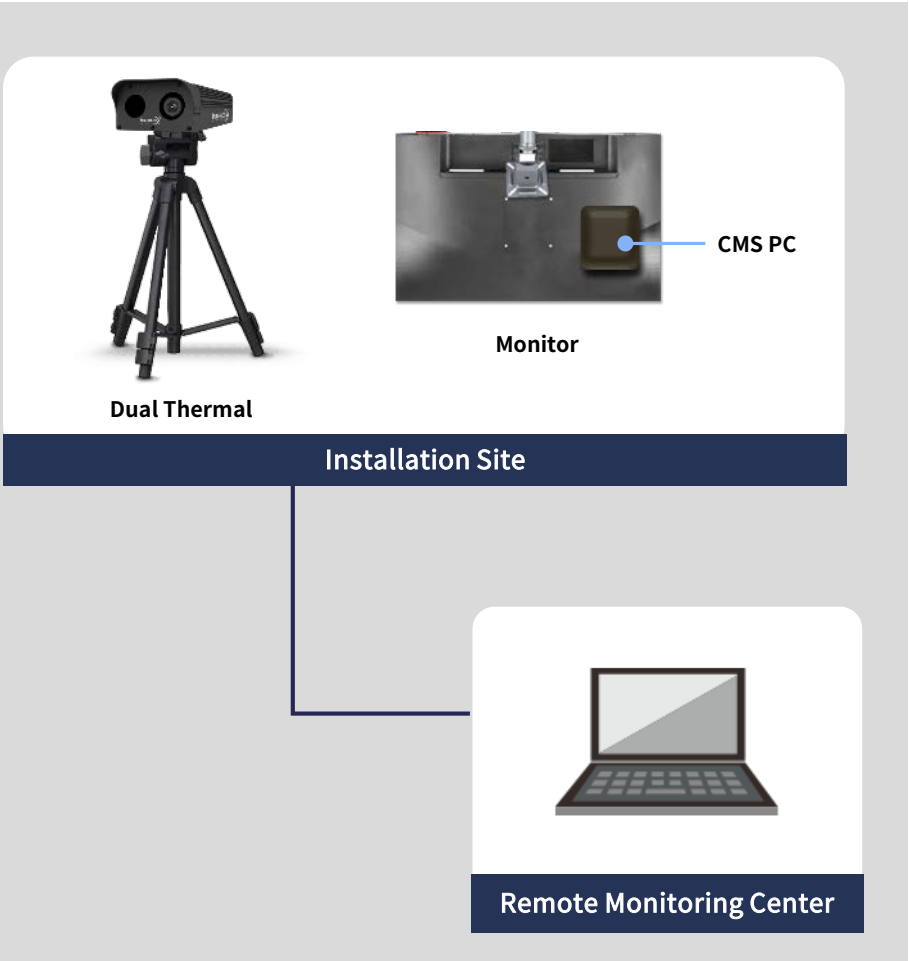 CMS PC
Monitor
Dual Thermal
Installation Site
Remote Monitoring Center